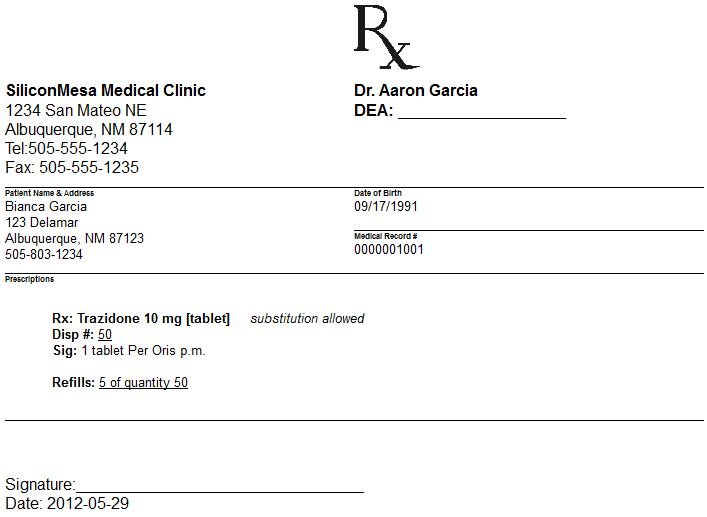 Rx
SiliconMesa Medical Clinic
1234 San Mateo NE
Albuquerque, NM 87114
Tel:505-555-1234
Fax: 505-555-1235
Dr. Aaron Garcia
DEA: ____________________
Patient Name & Address
Bianca Garcia
123 Delamar
Albuquerque, NM 87123
505-803-1234
Date of Birth
09/17/1991
Medical Record #
0000001001
Prescriptions
Rx: Trazidone 10 mg [tablet] substitution allowed
Disp #: 50
Sig: 1 tablet Per Oris p.m.
Refills: 5 of quantity 50
Signature:__________________________________
Date: 2012-05-29